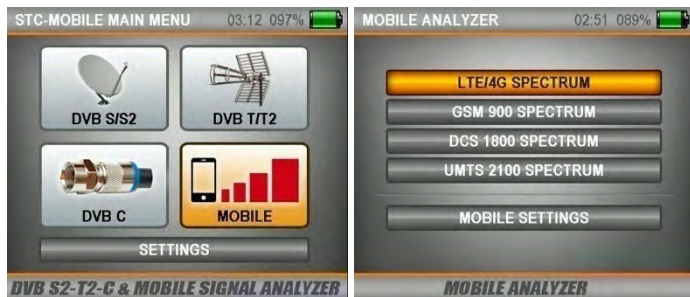 STC-MOBILE MAIN MENU 03:12 097%
DVB S/S2 DVB T/T2
DVB C MOBILE
SETTINGS
DVB S2-T2-C & MOBILE SIGNAL ANALYZER
MOBILE ANALYZER 02:51 089%
LTE/4G SPECTRUM
GSM 900 SPECTRUM
DCS 1800 SPECTRUM
UMTS 2100 SPECTRUM
MOBILE SETTINGS
MOBILE ANALYZER